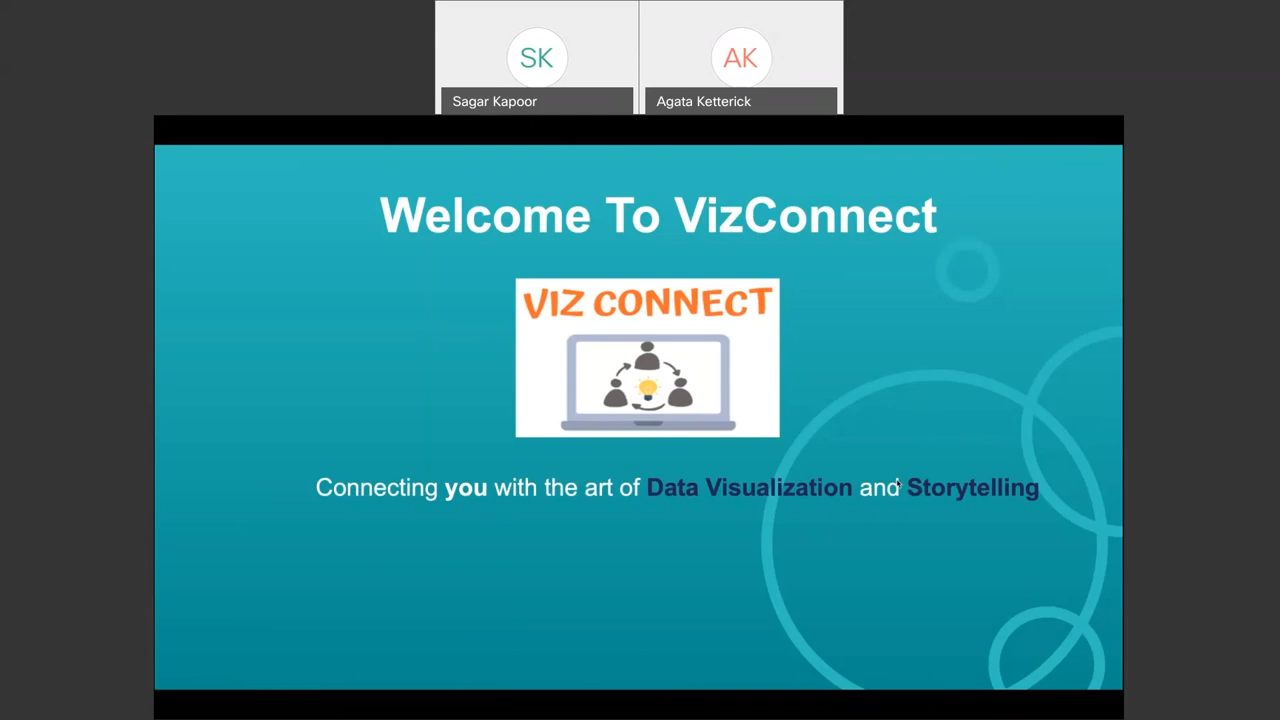 SK
AK
Sagar Kapoor
Agata Ketterick
Welcome To VizConnect
VIZ CONNECT
Connecting you with the art of Data Visualization and Storytelling